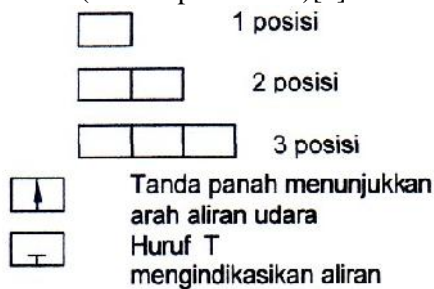 1 posisi
2 posisi
3 posisi
Tanda panah menunjukkan
arah aliran udara
Huruf T
mengindikasikan aliran